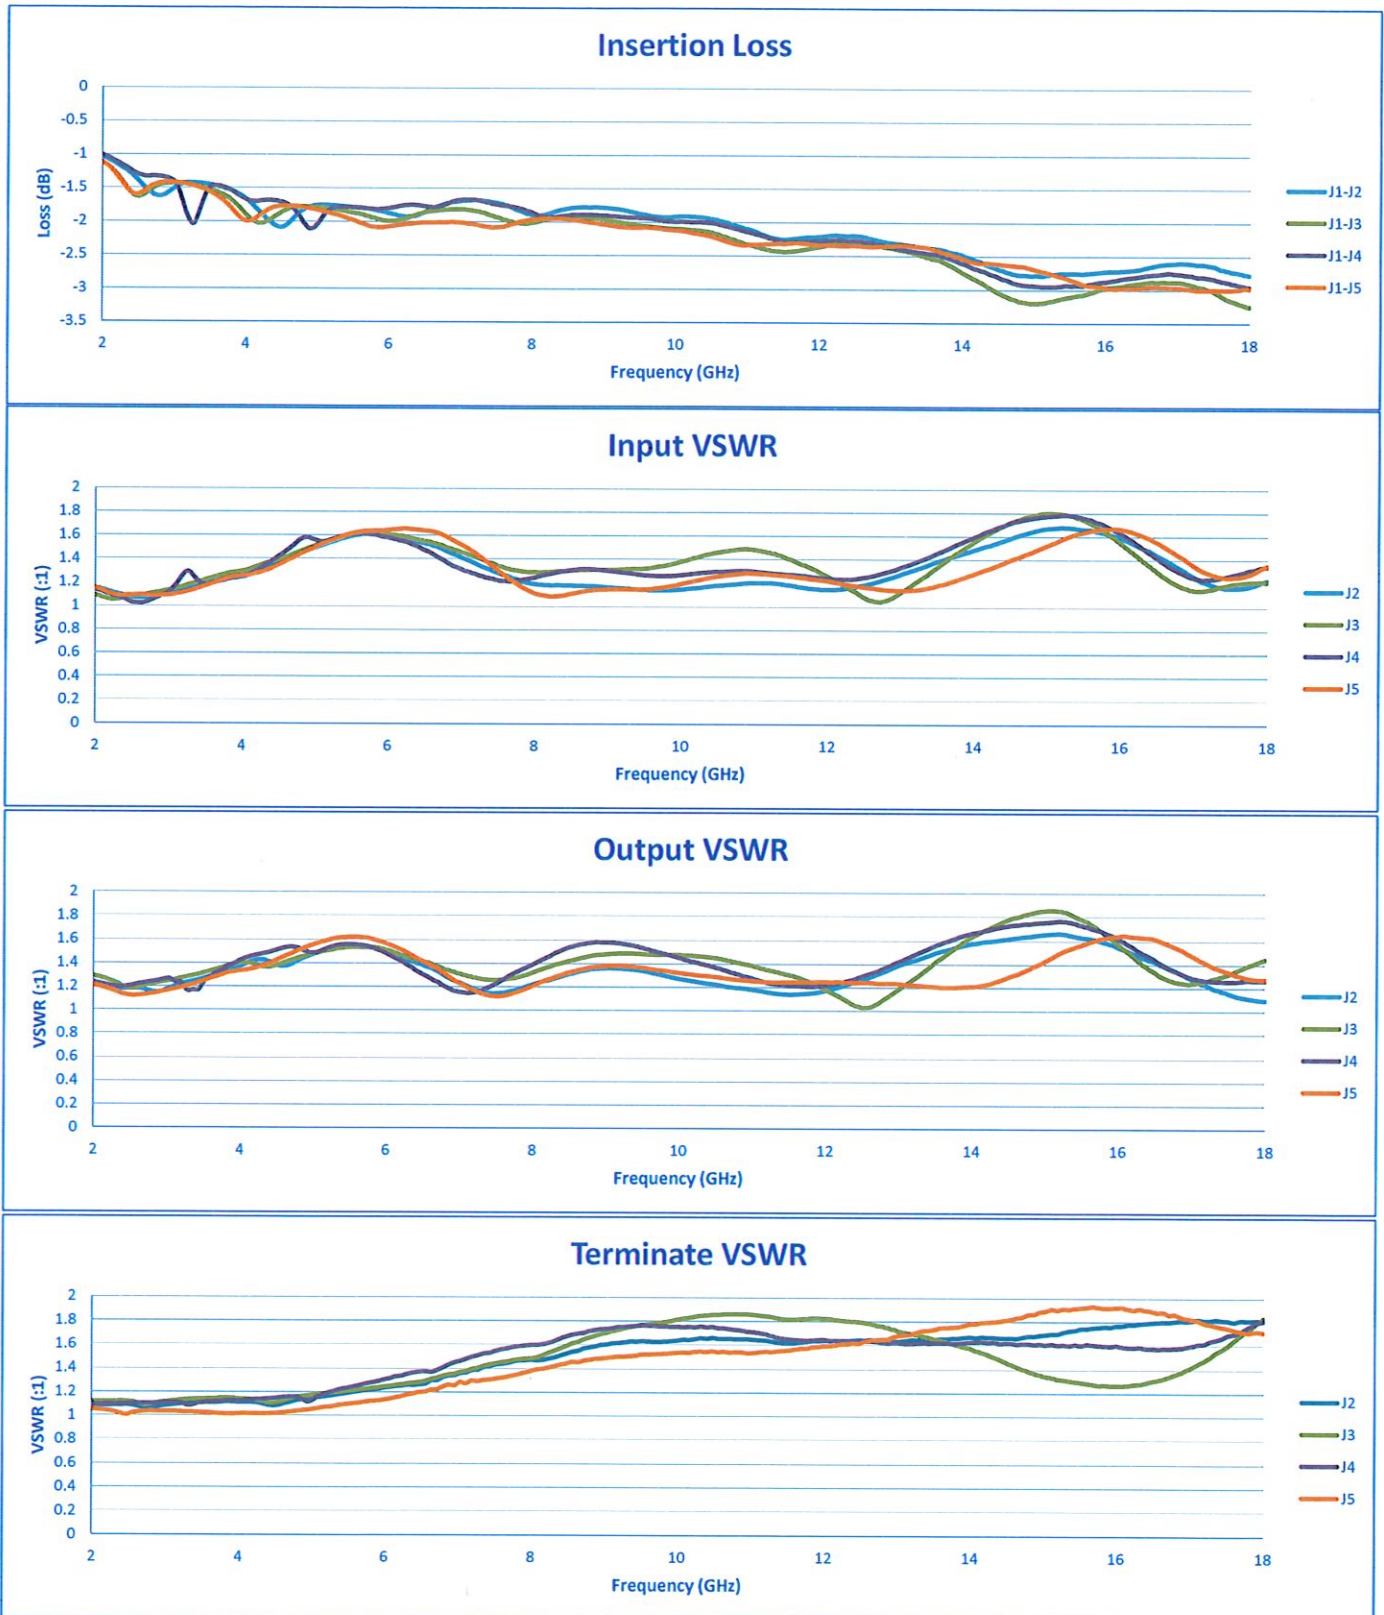 Insertion Loss
0
-0.5
-1
-1.5
-2
-2.5
-3
-3.5
Loss (dB)
2 4 6 8 10 12 14 16 18
Frequency (GHz)
J1-J2
J1-J3
J1-J4
J1-J5
Input VSWR
2
1.8
1.6
1.4
1.2
1
0.8
0.6
0.4
0.2
0
VSWR (:1)
2 4 6 8 10 12 14 16 18
Frequency (GHz)
J2
J3
J4
J5
Output VSWR
2
1.8
1.6
1.4
1.2
1
0.8
0.6
0.4
0.2
0
VSWR (:1)
2 4 6 8 10 12 14 16 18
Frequency (GHz)
J2
J3
J4
J5
Terminate VSWR
2
1.8
1.6
1.4
1.2
1
0.8
0.6
0.4
0.2
0
VSWR (:1)
2 4 6 8 10 12 14 16 18
Frequency (GHz)
J2
J3
J4
J5